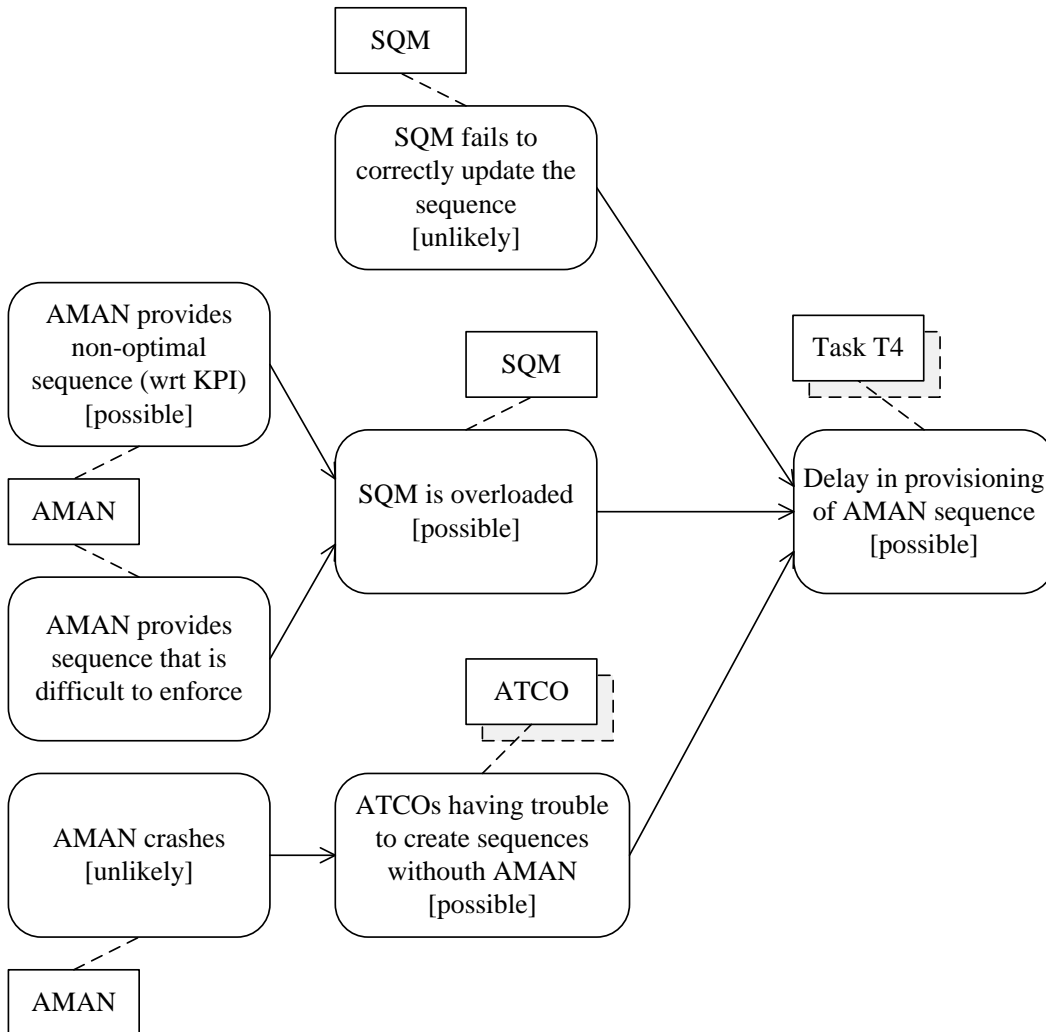 SQM
SQM fails to
correctly update the
sequence
[unlikely]
AMAN provides
non-optimal
sequence (wrt KPI)
[possible]
SQM
Task T4
AMAN
SQM is overloaded
[possible]
Delay in provisioning
of AMAN sequence
[possible]
AMAN provides
sequence that is
difficult to enforce
ATCO
AMAN crashes
[unlikely]
ATCOs having trouble
to create sequences
withouth AMAN
[possible]
AMAN